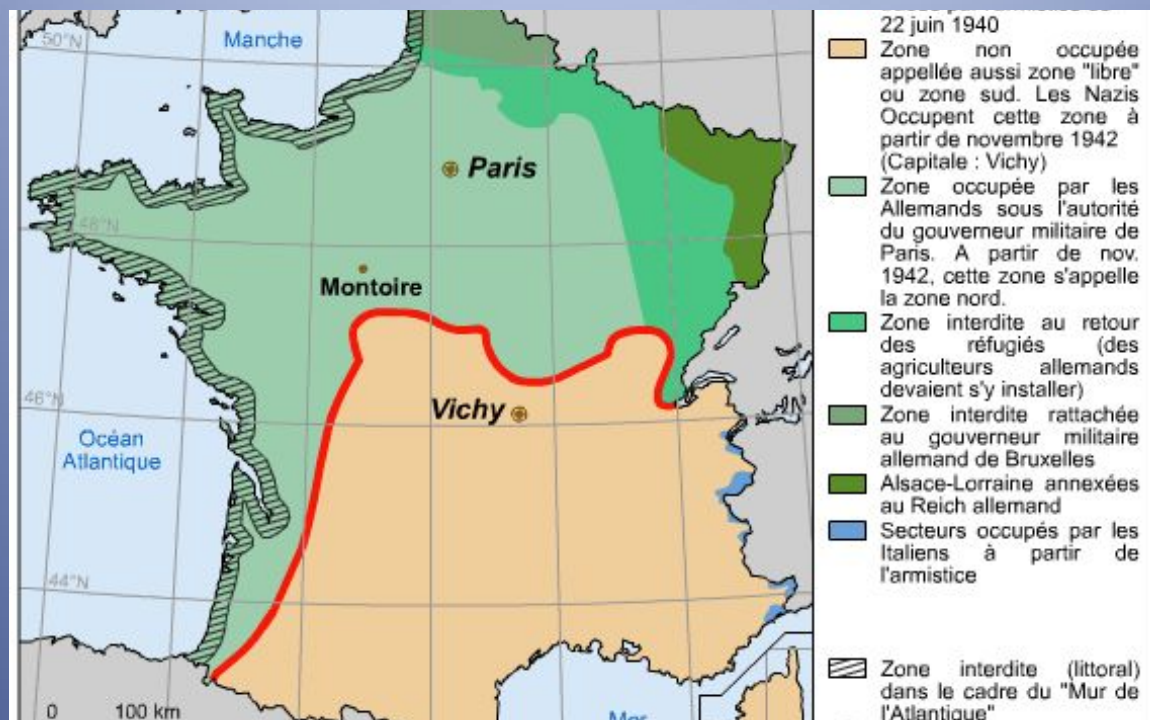 50°N
Manche
Paris
48°N
Montoire
Vichy
46°N
Océan
Atlantique
44°N
0 100 km
Mer
22 juin 1940
Zone non occupée
appellée aussi zone "libre"
ou zone sud. Les Nazis
Occupent cette zone à
partir de novembre 1942
(Capitale : Vichy)
Zone occupée par les
Allemands sous l'autorité
du gouverneur militaire de
Paris. A partir de nov.
1942, cette zone s'appelle
la zone nord.
Zone interdite au retour
des réfugiés (des
agriculteurs allemands
devaient s'y installer)
Zone interdite rattachée
au gouverneur militaire
allemand de Bruxelles
Alsace-Lorraine annexées
au Reich allemand
Secteurs occupés par les
Italiens à partir de
l'armistice
Zone interdite (littoral)
dans le cadre du "Mur de
l'Atlantique"